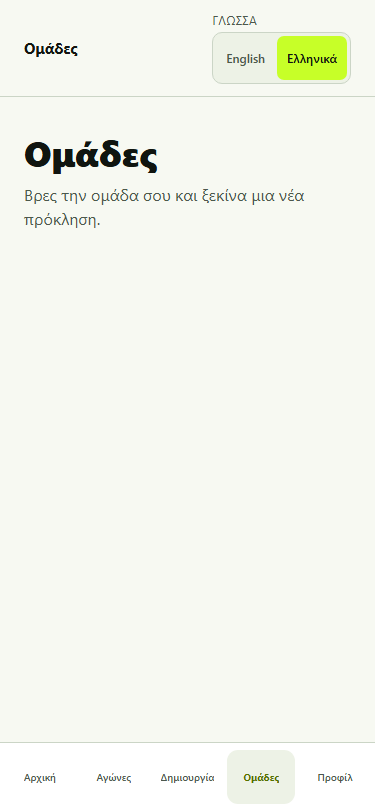 Ομάδες
ΓΛΩΣΣΑ
English
Ελληνικά
Ομάδες
Βρες την ομάδα σου και ξεκίνα μια νέα
πρόκληση.
Αρχική
Αγώνες
Δημιουργία
Ομάδες
Προφίλ